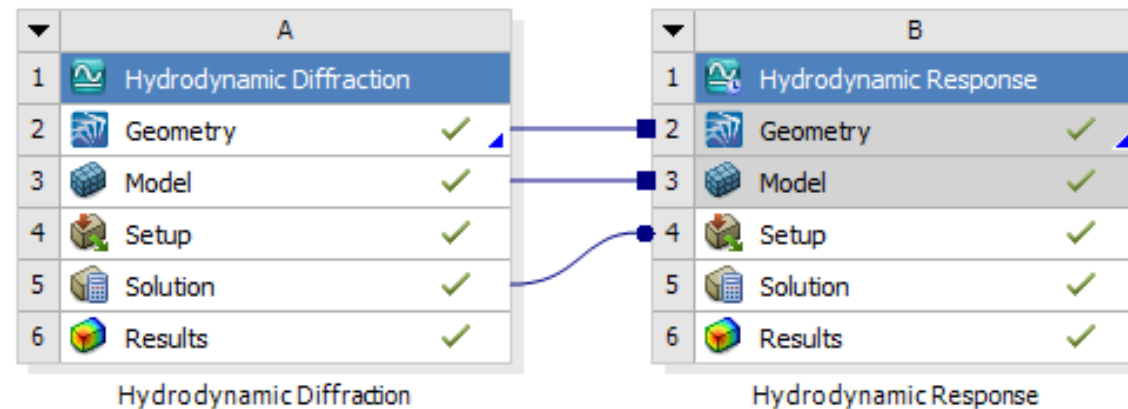 A
1 Hydrodynamic Diffraction
2 Geometry
3 Model
4 Setup
5 Solution
6 Results
Hydrodynamic Diffraction
B
1 Hydrodynamic Response
2 Geometry
3 Model
4 Setup
5 Solution
6 Results
Hydrodynamic Response